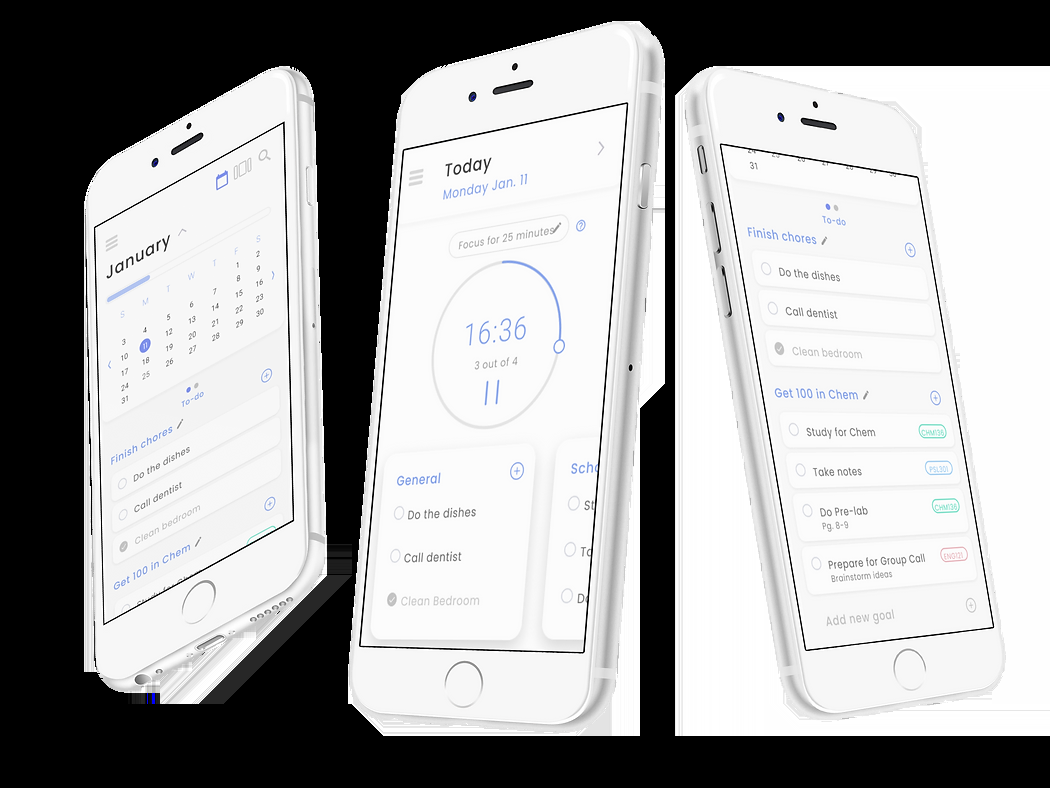 January
S M T W T F S
1 2
3 4 5 6 7 8 9
10 11 12 13 14 15 16
17 18 19 20 21 22 23
24 25 26 27 28 29 30
31
To-do
Finish chores
Do the dishes
Call dentist
Clean bedroom
Get 100 in Chem
Today
Monday Jan. 11
Focus for 25 minutes
16:36
3 out of 4
General
Do the dishes
Call dentist
Clean Bedroom
Scho
St
Ta
Do
31
To-do
Finish chores
Do the dishes
Call dentist
Clean bedroom
Get 100 in Chem
Study for Chem CHM136
Take notes PSL301
Do Pre-lab CHM136
Pg. 8-9
Prepare for Group Call ENG121
Brainstorm ideas
Add new goal